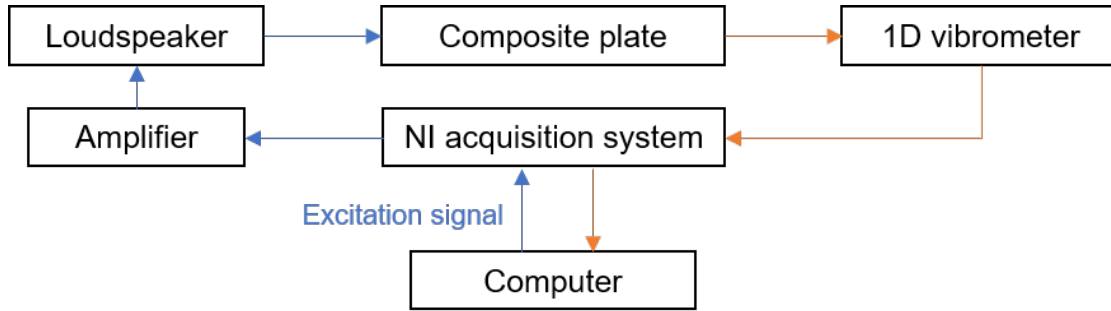 Loudspeaker
Composite plate
1D vibrometer
Amplifier
NI acquisition system
Excitation signal
Computer